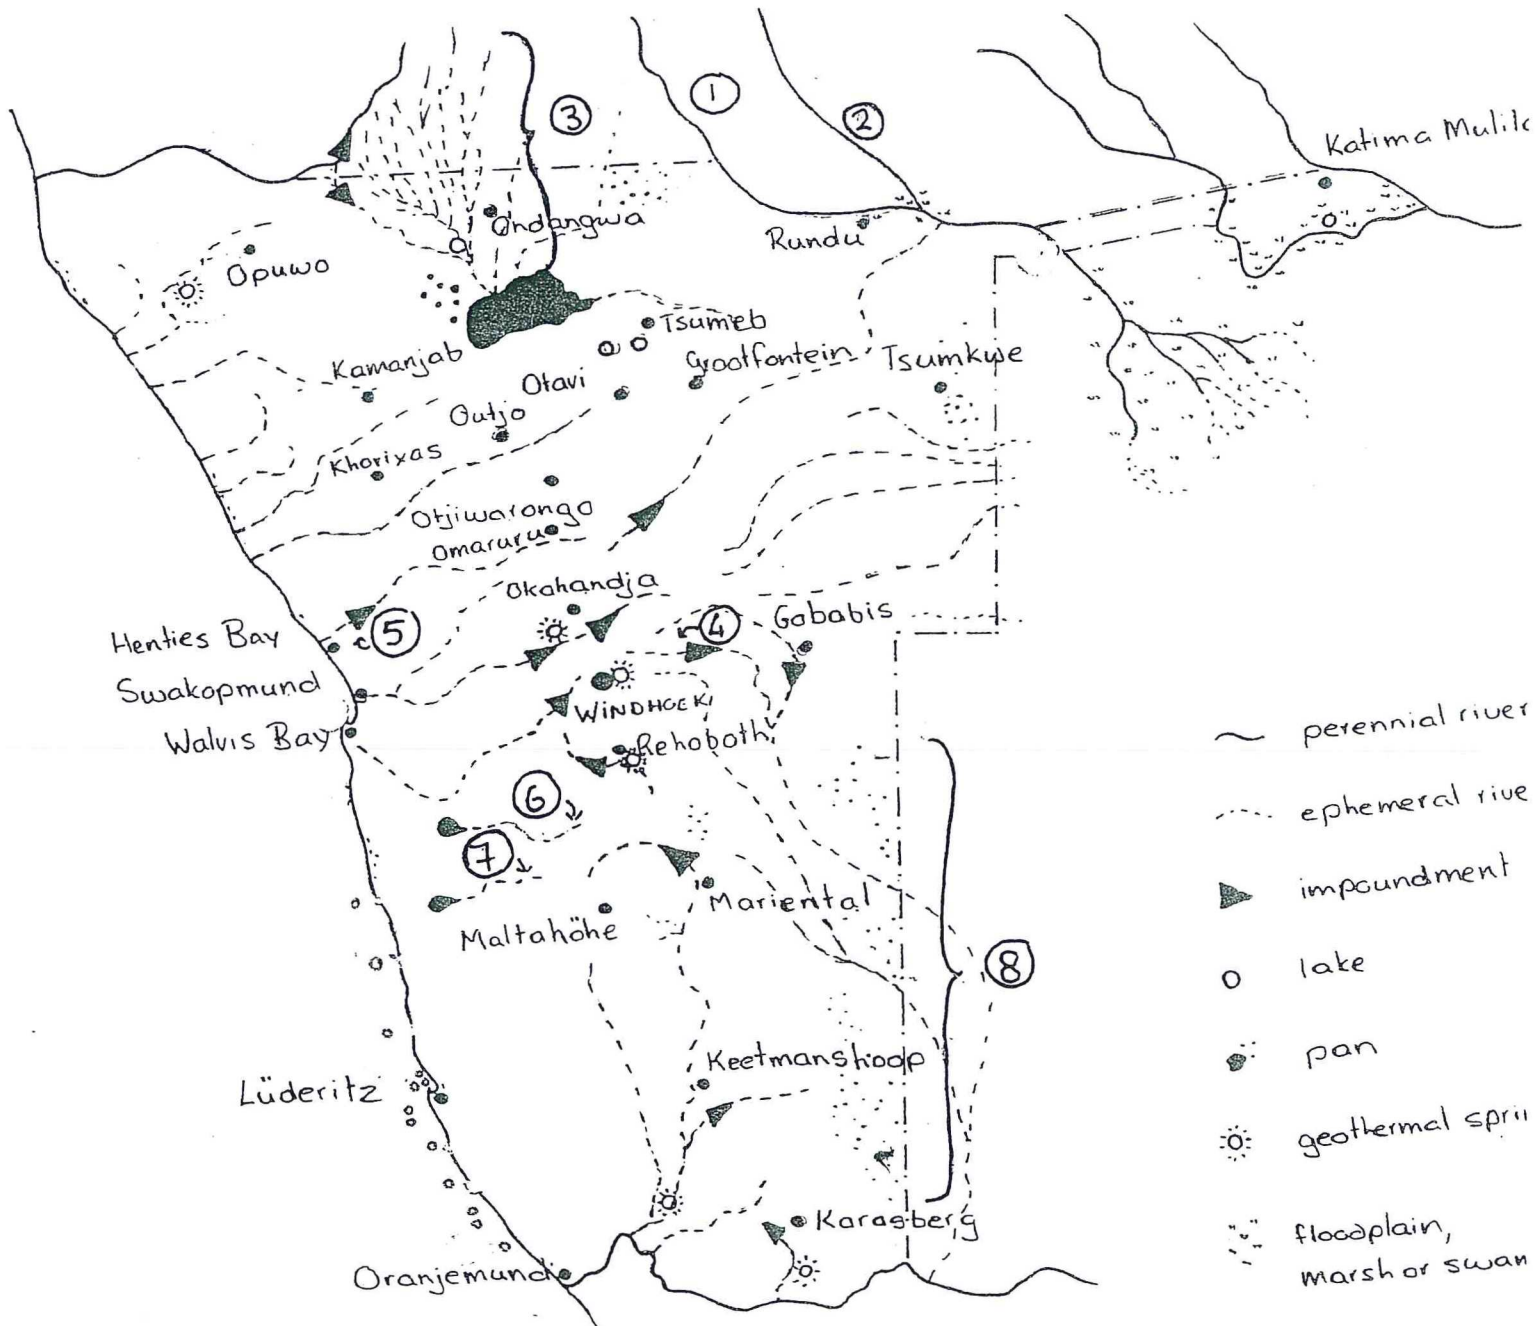 ③
①
②
Katima Mulil
Ondangwa
Rundu
Opuwo
Tsumeb
Kamanjab
Grootfontein
Tsumkwe
Otavi
Outjo
Khorixas
Otjiwarongo
Omaruru
Okahandja
Henties Bay
⑤
④
Gobabis
Swakopmund
WINDHOEK
Walvis Bay
Rehoboth
perennial river
⑥
ephemeral rive
⑦
impoundment
Mariental
Maltahöhe
⑧
lake
Keetmanshoop
pan
Lüderitz
geothermal sprin
Karasberg
floodplain,
marsh or swam
Oranjemund